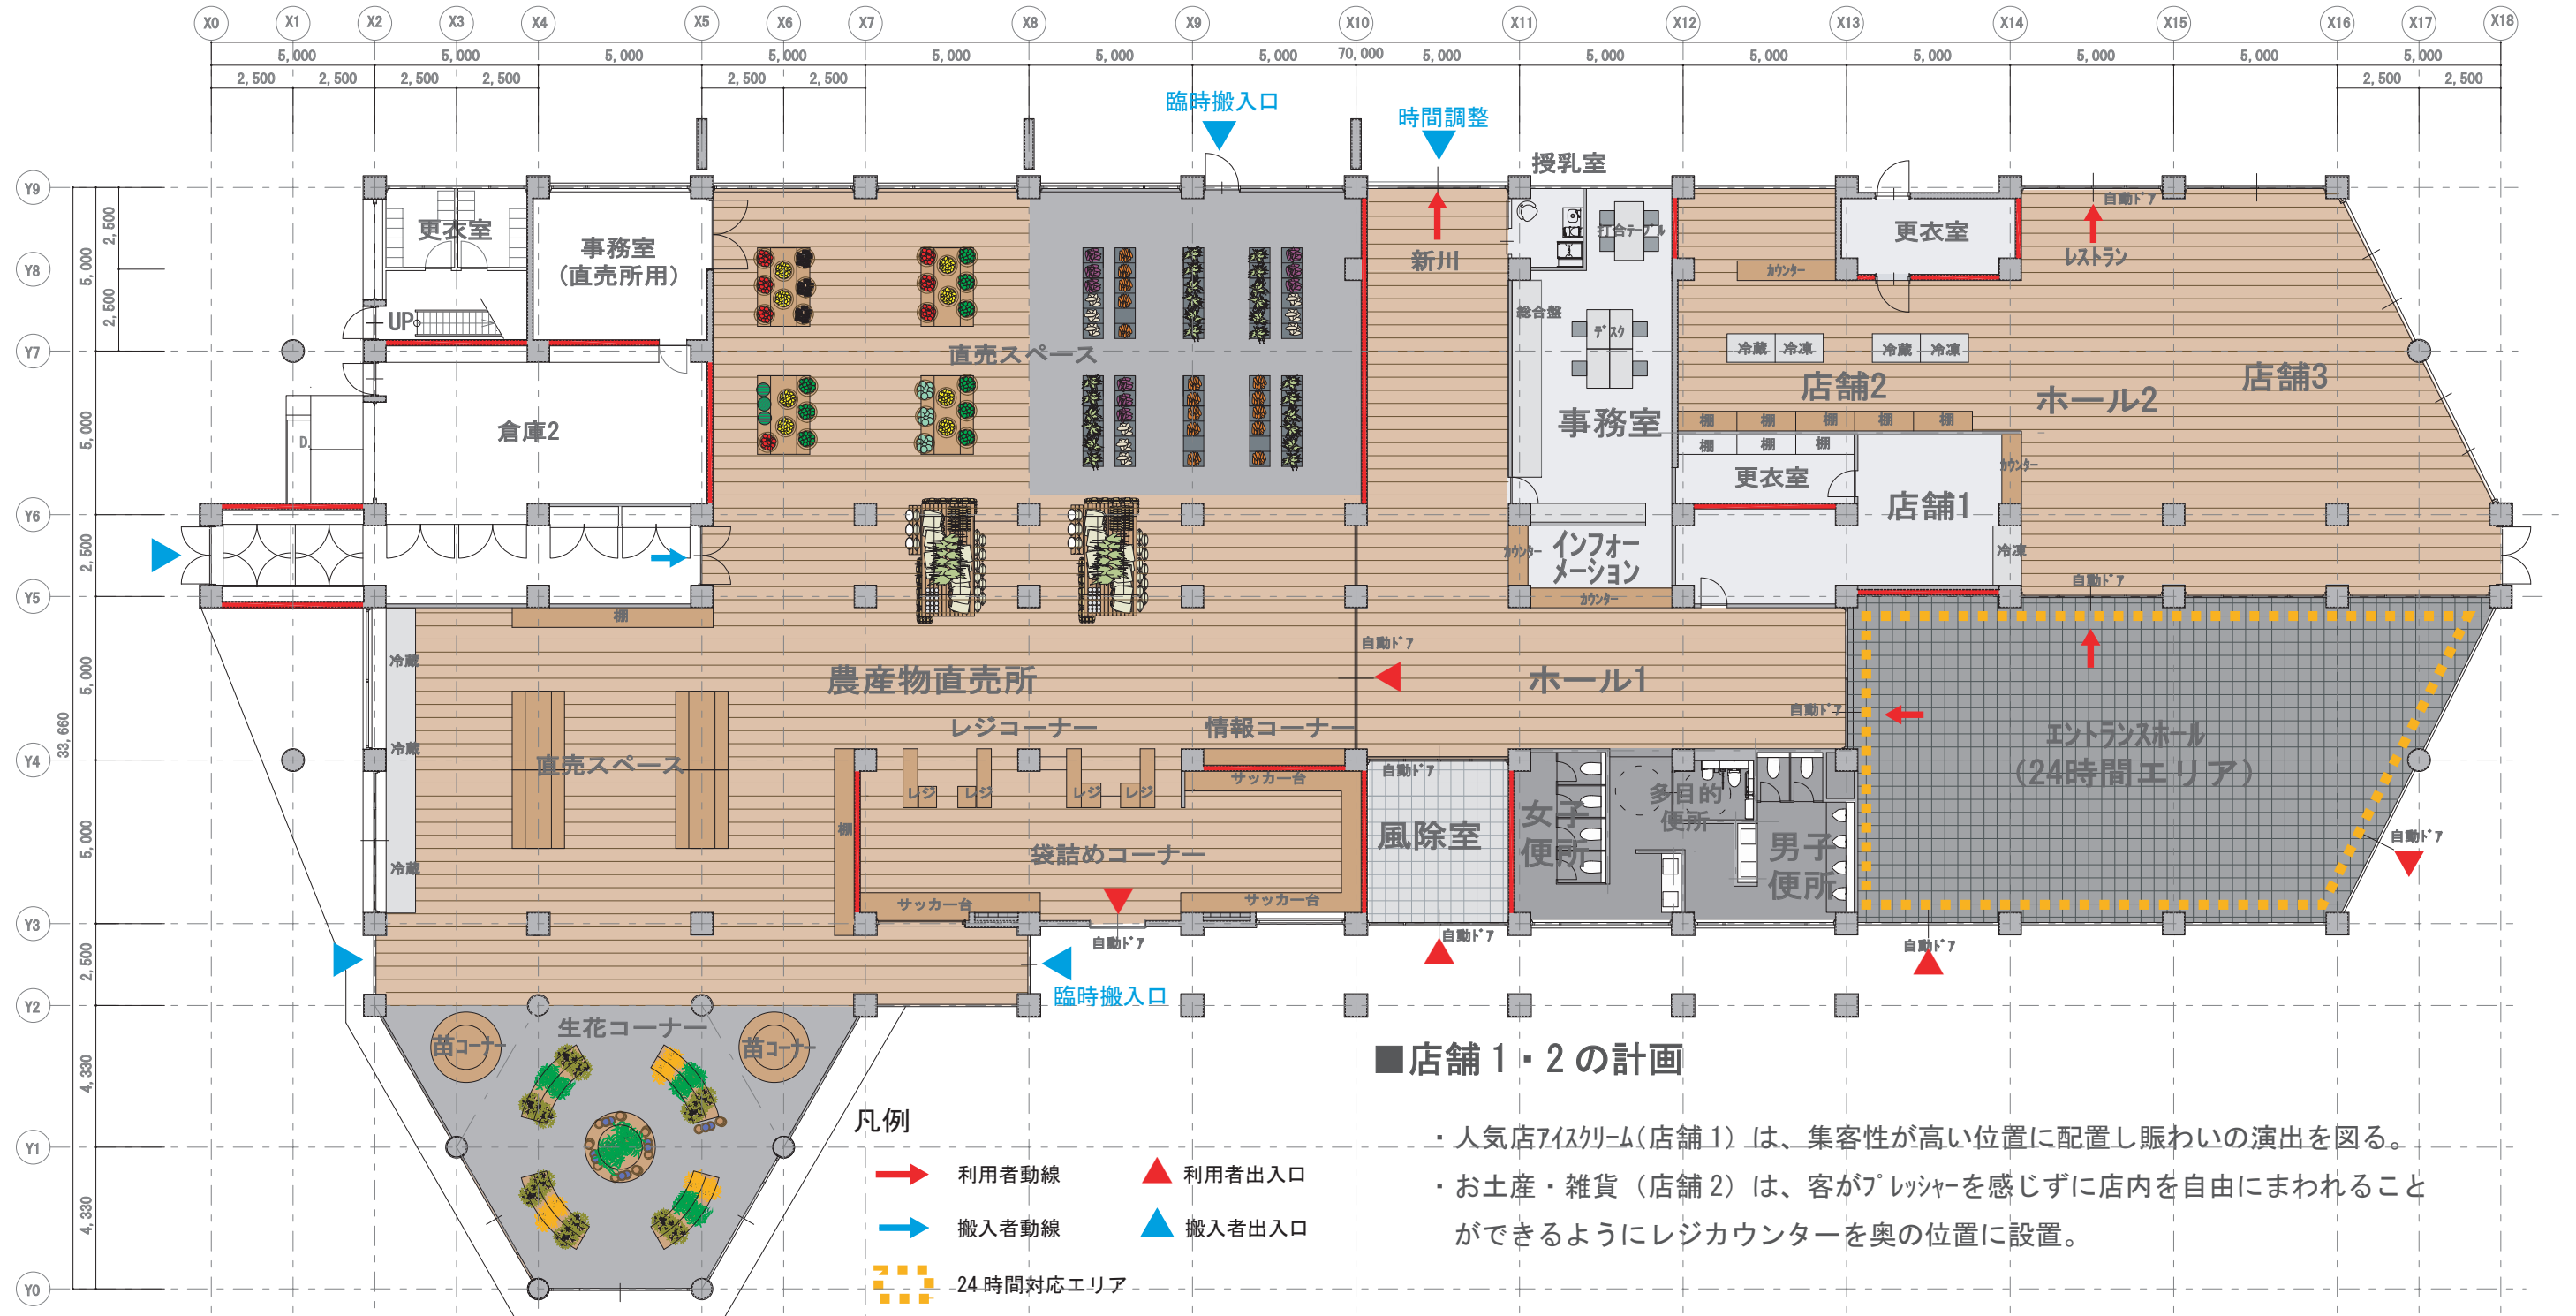 X0 X1 X2 X3 X4 X5 X6 X7 X8 X9 X10 X11 X12 X13 X14 X15 X16 X17 X18
5,000 5,000 5,000 5,000 5,000 5,000 5,000 70,000 5,000 5,000 5,000 5,000 5,000 5,000 5,000
2,500 2,500 2,500 2,500 2,500 2,500 2,500 2,500
臨時搬入口
時間調整
授乳室
Y9
Y8
Y7
Y6
Y5
Y4
Y3
Y2
Y1
Y0
2,500
5,000
2,500
5,000
2,500
5,000
33,660
5,000
2,500
4,330
4,330
更衣室
事務室
(直売所用)
UP
倉庫2
D.
直売スペース
新川
打合テーブル
総合盤
デスク
事務室
カウンター
更衣室
自動ドア
レストラン
冷蔵 冷凍 冷蔵 冷凍
店舗2
ホール2
店舗3
棚 棚 棚 棚 棚
棚 棚 棚
更衣室
カウンター
店舗1
冷凍
カウンター
インフォー
メーション
カウンター
自動ドア
棚
冷蔵
冷蔵
冷蔵
農産物直売所
自動ドア
ホール1
自動ドア
レジコーナー
情報コーナー
直売スペース
レジ レジ レジ レジ
サッカー台
棚
袋詰めコーナー
サッカー台
サッカー台
自動ドア
自動ドア
風除室
自動ドア
女子
便所
多目的
便所
男子
便所
エントランスホール
(24時間エリア)
自動ドア
自動ドア
臨時搬入口
生花コーナー
苗コーナー
苗コーナー
凡例
利用者動線
利用者出入口
搬入者動線
搬入者出入口
24時間対応エリア
■店舗1・2の計画
・人気店アイスクリーム(店舗1)は、集客性が高い位置に配置し賑わいの演出を図る。
・お土産・雑貨(店舗2)は、客がプレッシャーを感じずに店内を自由にまわれること
ができるようにレジカウンターを奥の位置に設置。